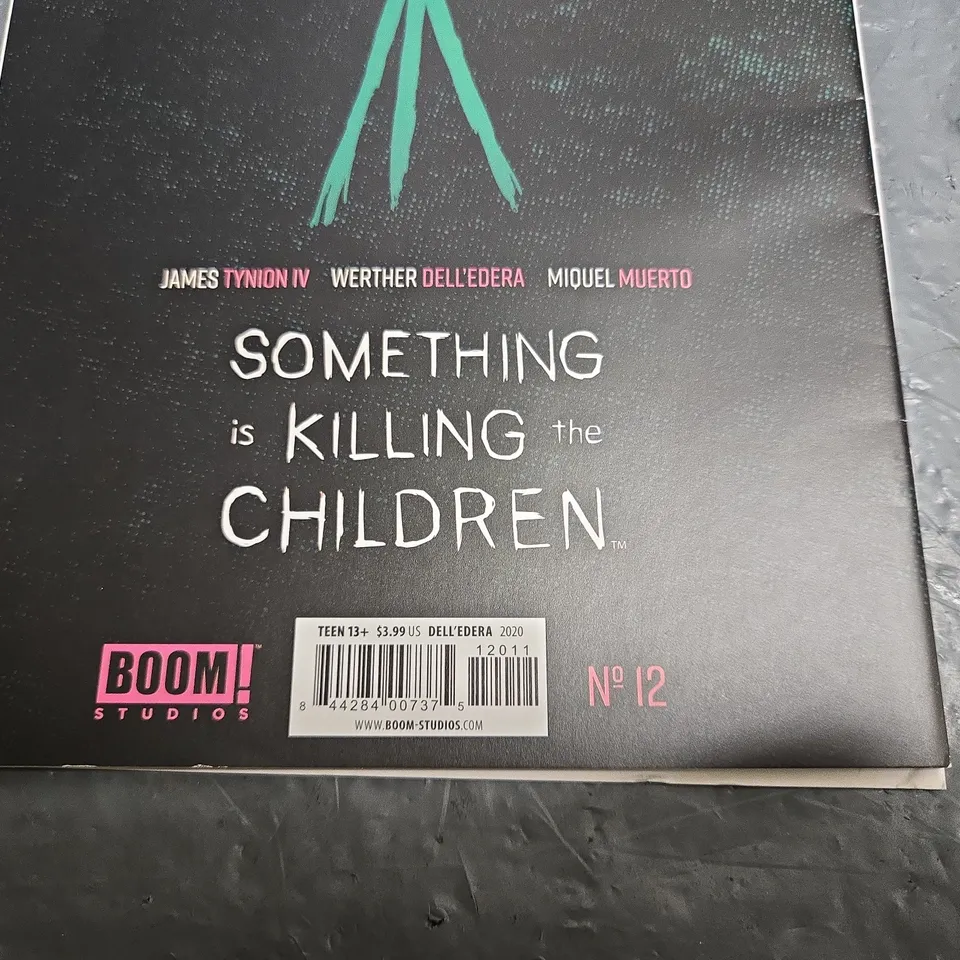 JAMES TYNION IV WERTHER DELL'EDERA MIQUEL MUERTO
SOMETHING
is KILLING the
CHILDREN™
BOOM!™
STUDIOS
TEEN 13+ $3.99 US DELL'EDERA 2020
12011
8 44284 00737 5
WWW.BOOM-STUDIOS.COM
Nº 12